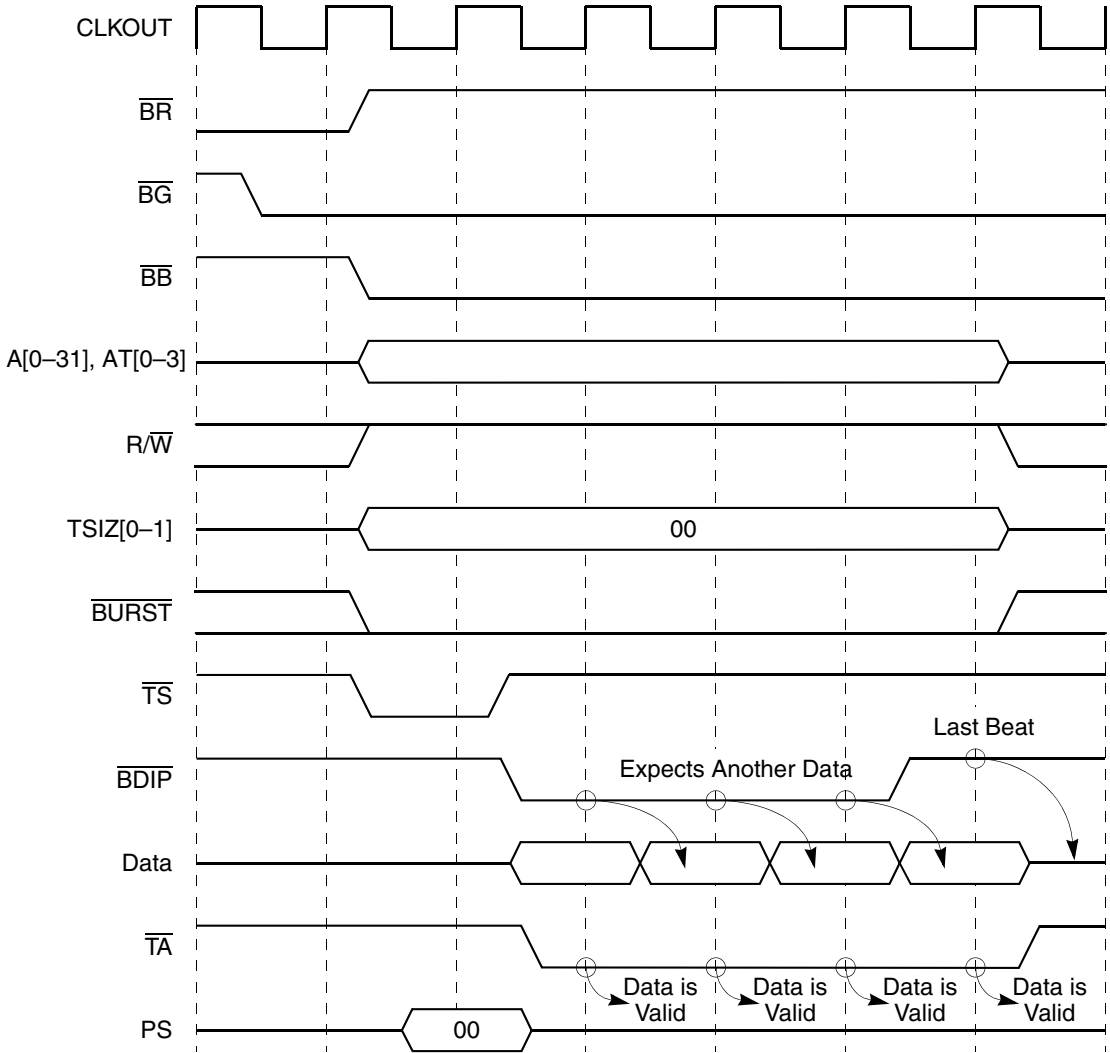 CLKOUT
BR
BG
BB
A[0–31], AT[0–3]
R/W
TSIZ[0–1]
00
BURST
TS
Last Beat
BDIP
Expects Another Data
Data
TA
Data is
Valid
Data is
Valid
Data is
Valid
Data is
Valid
PS
00